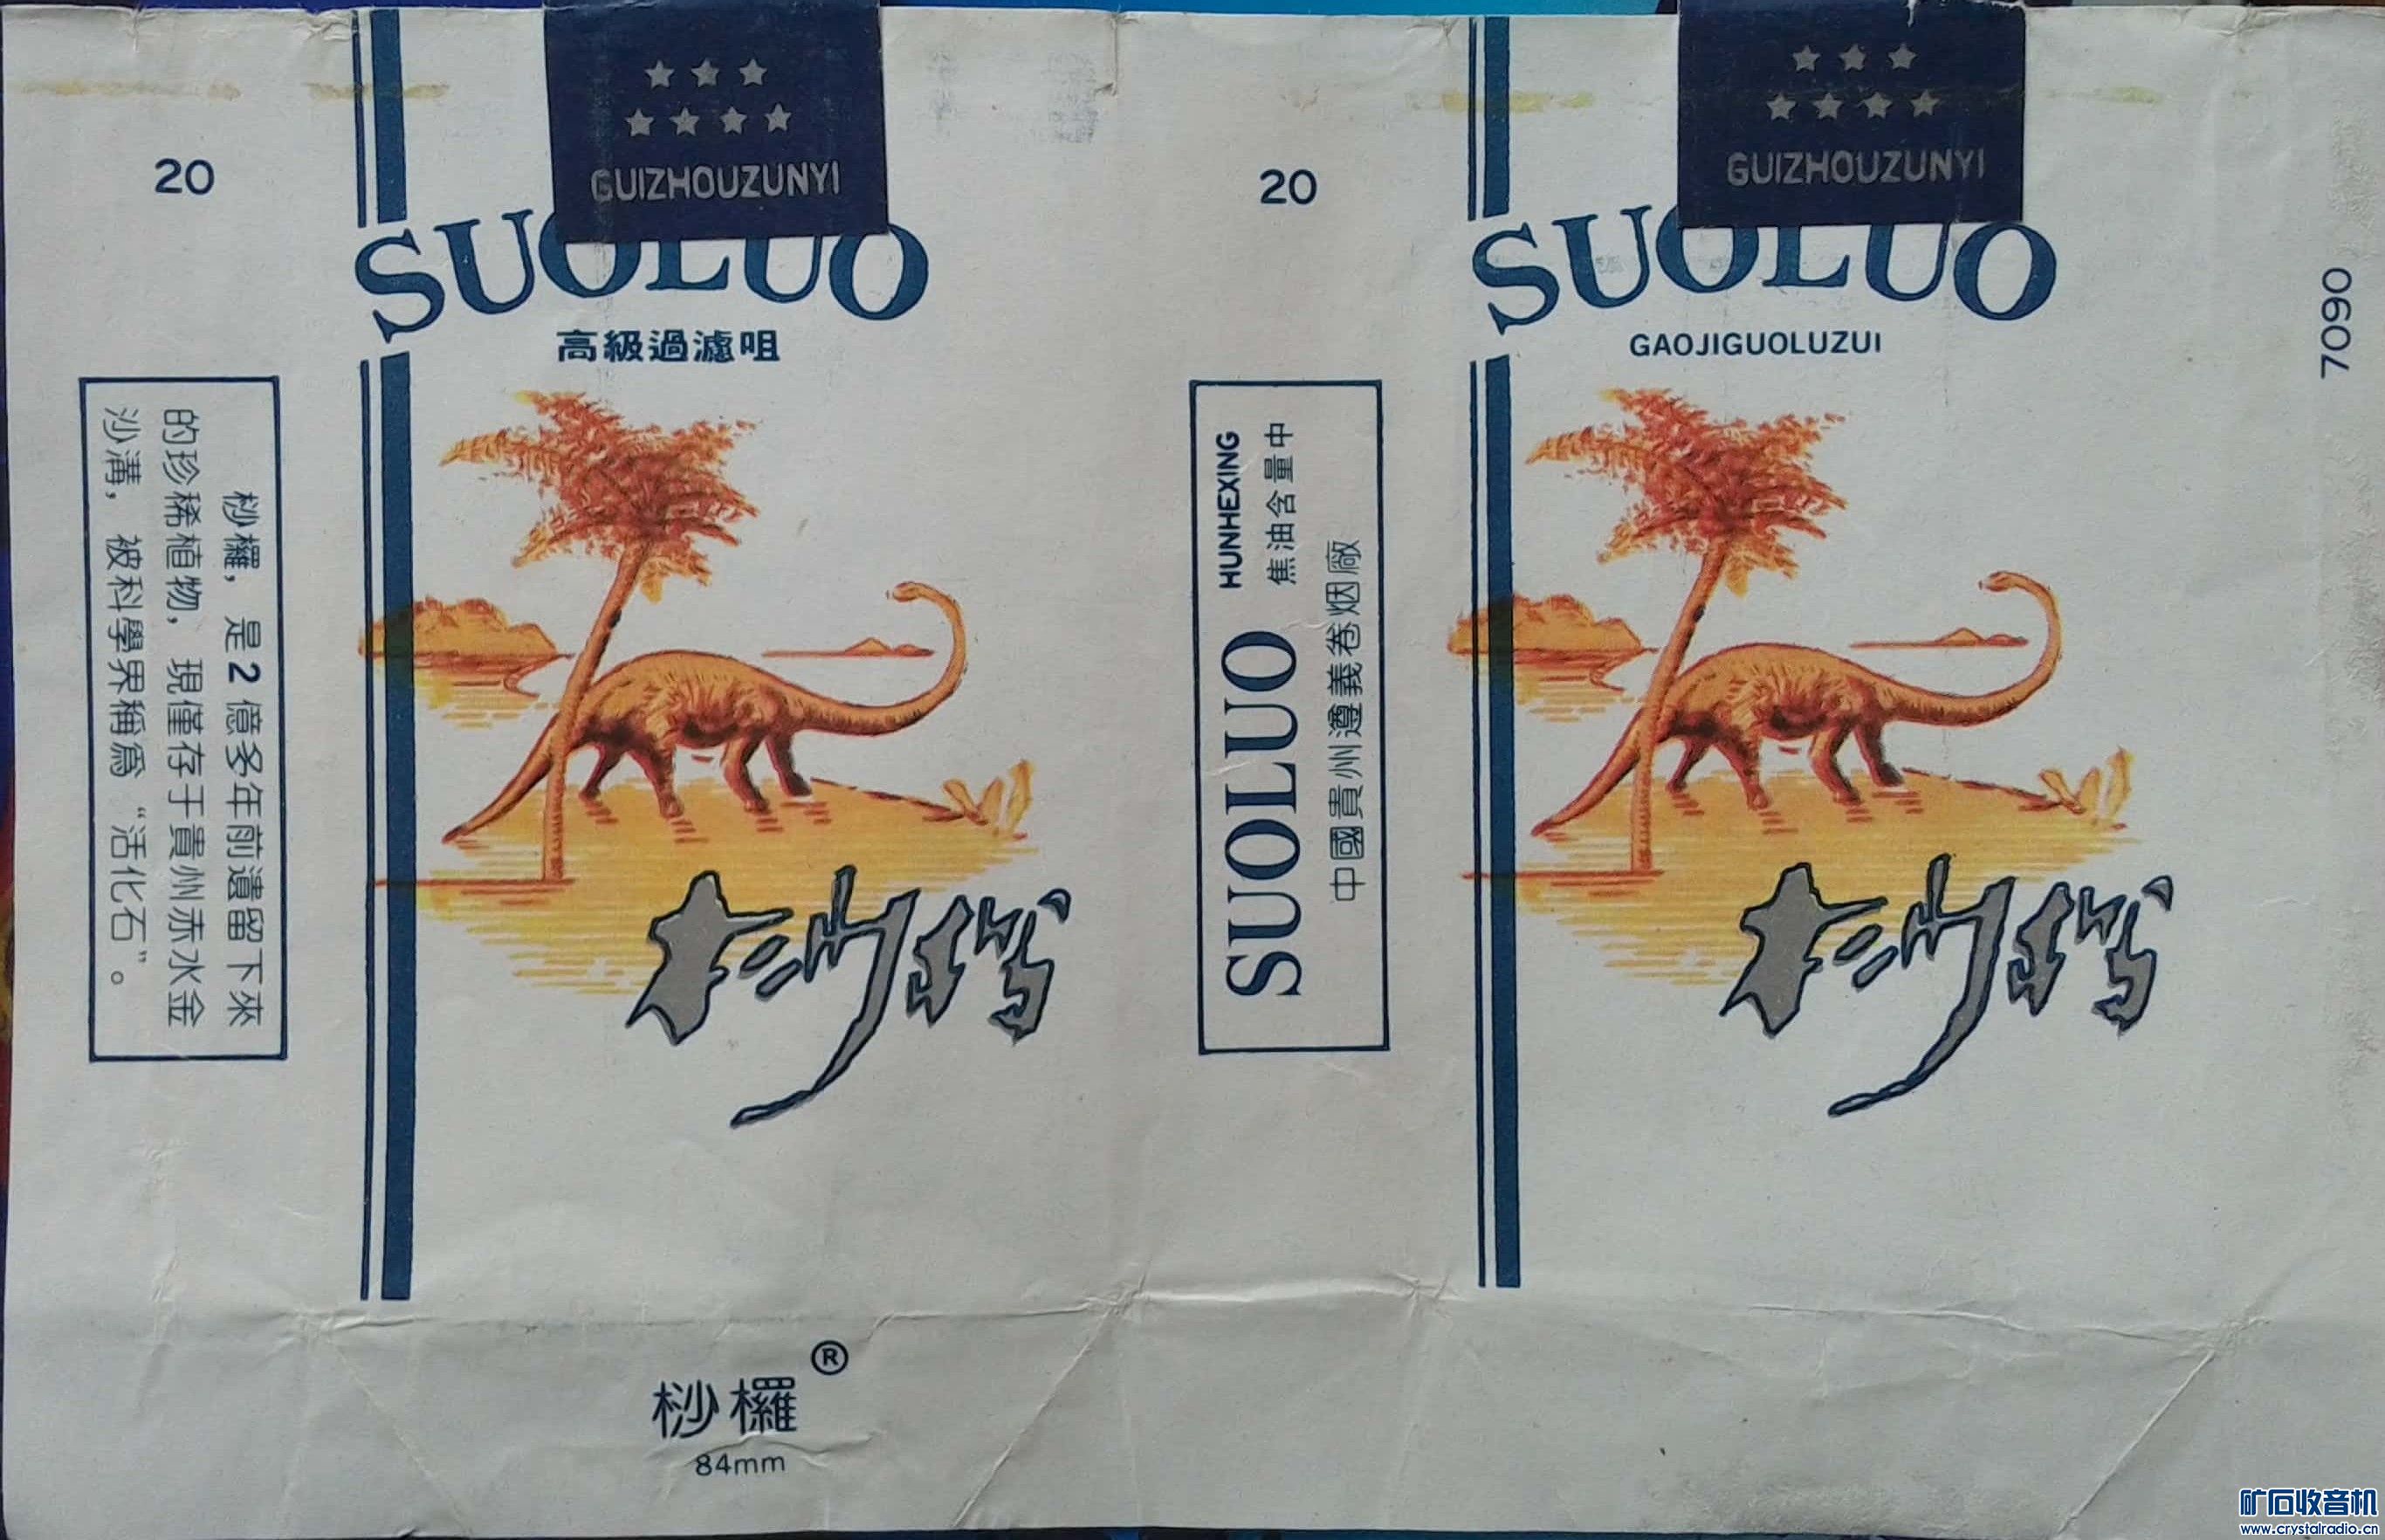 GUIZHOUZUNYI
20
SUOLUO
高級過濾咀
桫欏，是2億多年前遺留下來
的珍稀植物，現僅存于貴州赤水金
沙溝，被科學界稱爲“活化石”。
桫欏
桫欏®
84mm
20
SUOLUO HUNHEXING
焦油含量中
中國貴州遵義卷烟廠
GUIZHOUZUNYI
SUOLUO
GAOJIGUOLUZUI
桫欏
7090
矿石收音机
www.crystalradio.cn